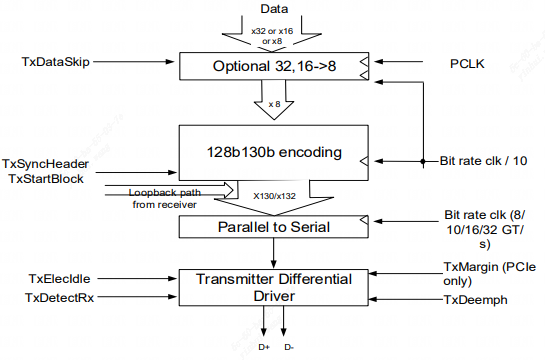 Data
x32 or x16
or x8
TxDataSkip
Optional 32,16->8
PCLK
x 8
128b130b encoding
Bit rate clk / 10
TxSyncHeader
TxStartBlock
Loopback path
from receiver
X130/x132
Parallel to Serial
Bit rate clk (8/
10/16/32 GT/
s)
TxElecIdle
TxDetectRx
Transmitter Differential
Driver
TxMargin (PCIe
only)
TxDeemph
D+
D-